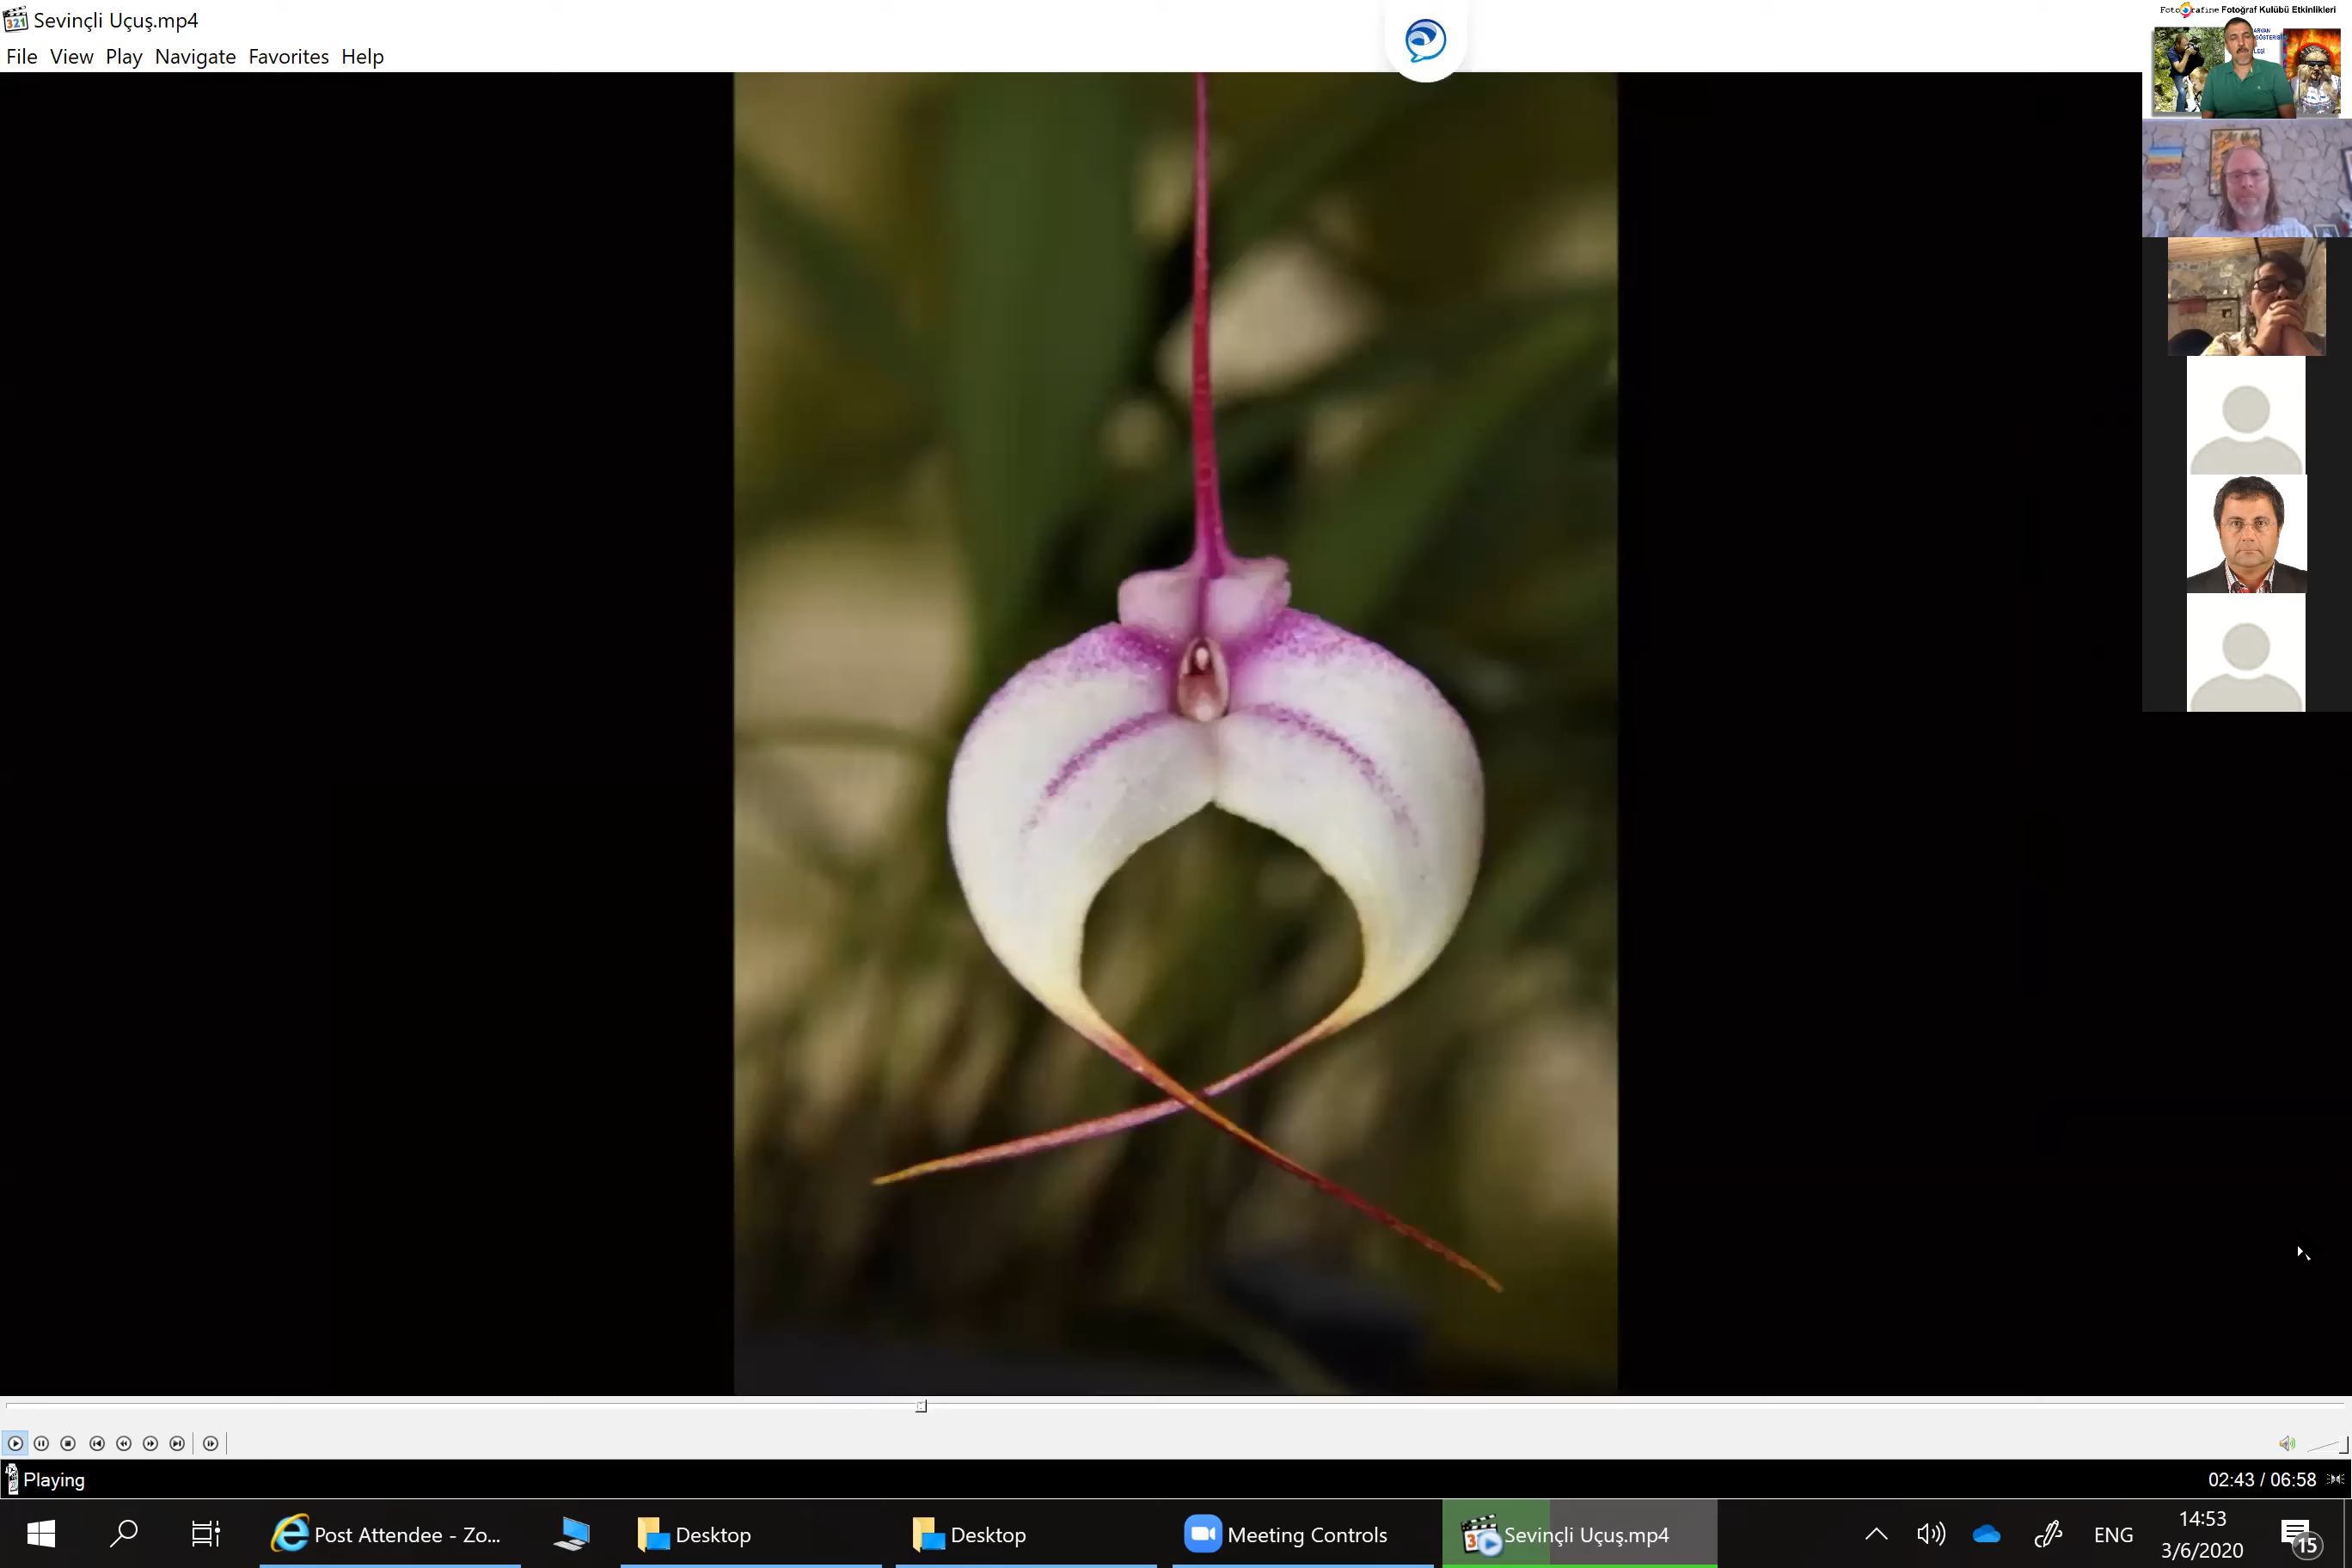 Sevinçli Uçuş.mp4
File View Play Navigate Favorites Help
Fotografine Fotoğraf Kulübü Etkinlikleri
Playing
02:43 / 06:58
Post Attendee - Zo...
Desktop
Desktop
Meeting Controls
Sevinçli Uçuş.mp4
ENG
14:53
3/6/2020
15